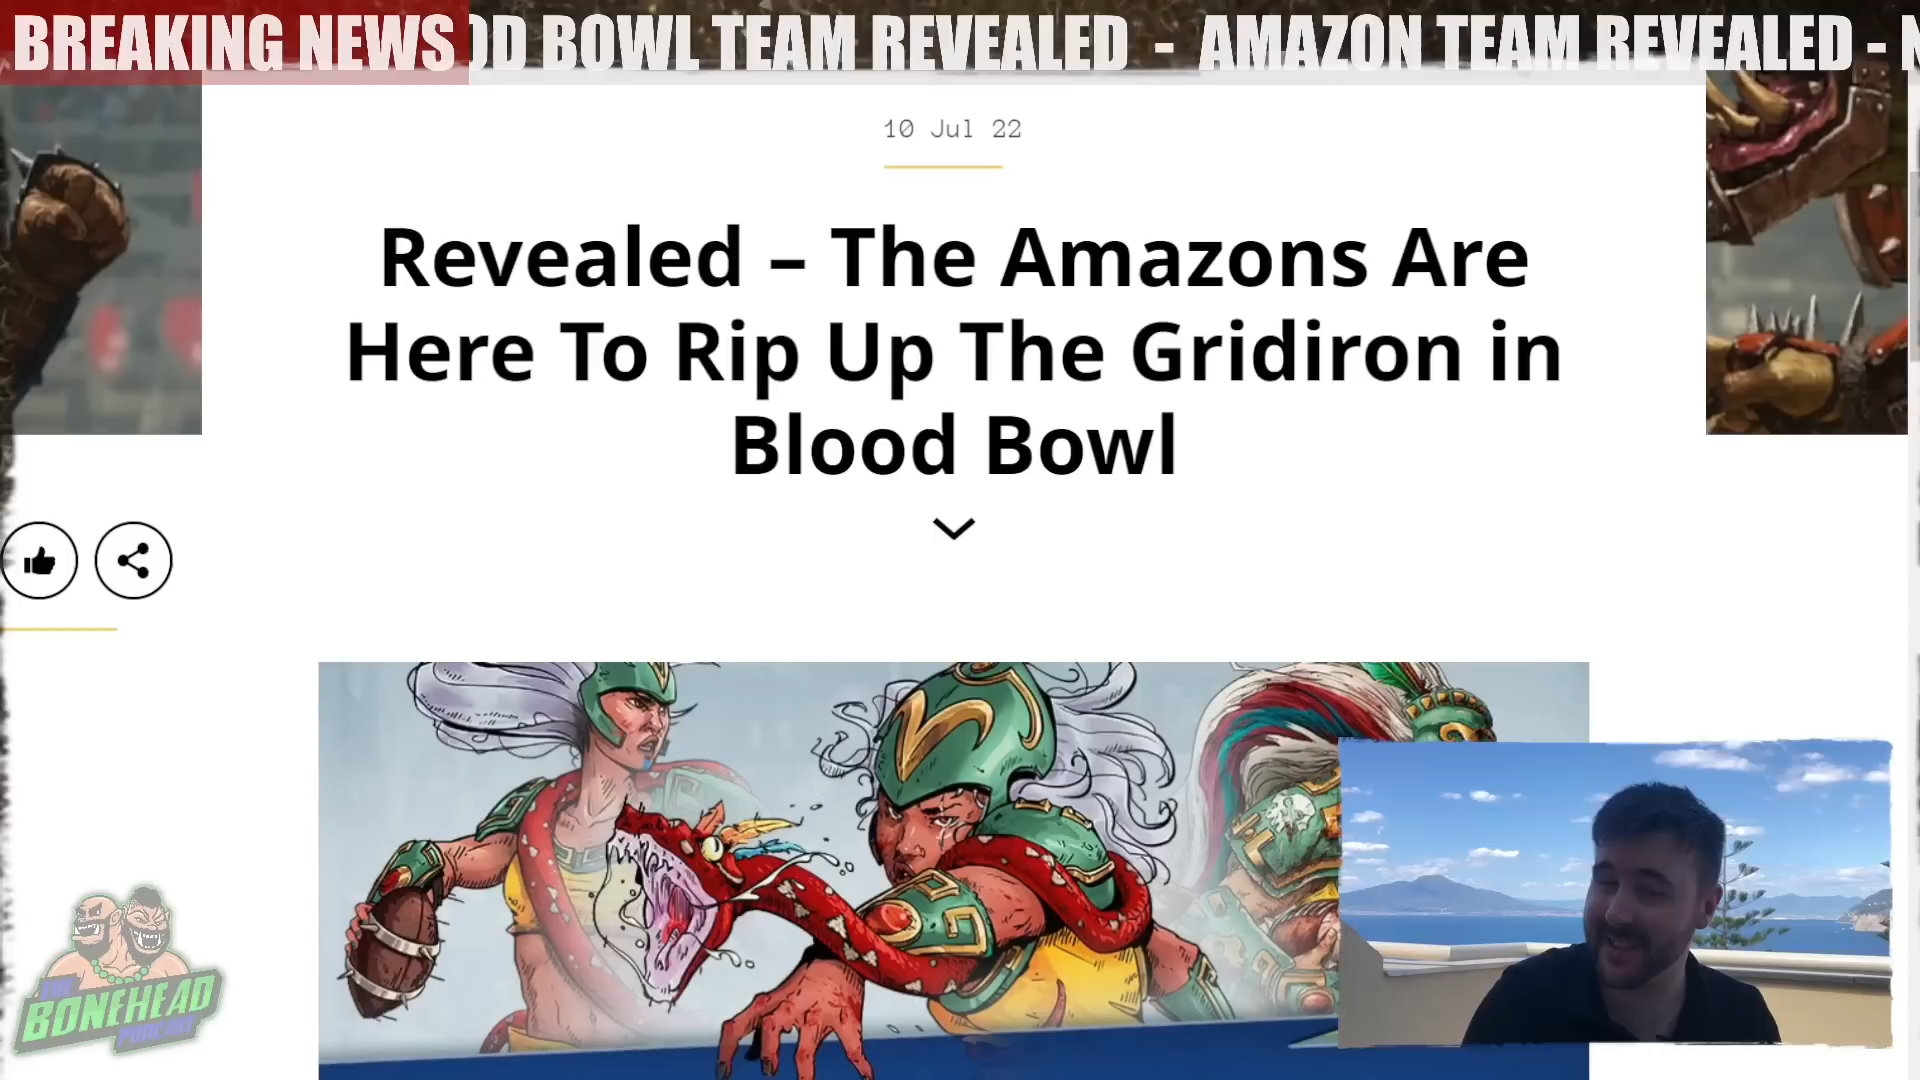 BREAKING NEWS
OD BOWL TEAM REVEALED - AMAZON TEAM REVEALED - N
10 Jul 22
Revealed – The Amazons Are
Here To Rip Up The Gridiron in
Blood Bowl
THE
BONEHEAD
PODCAST